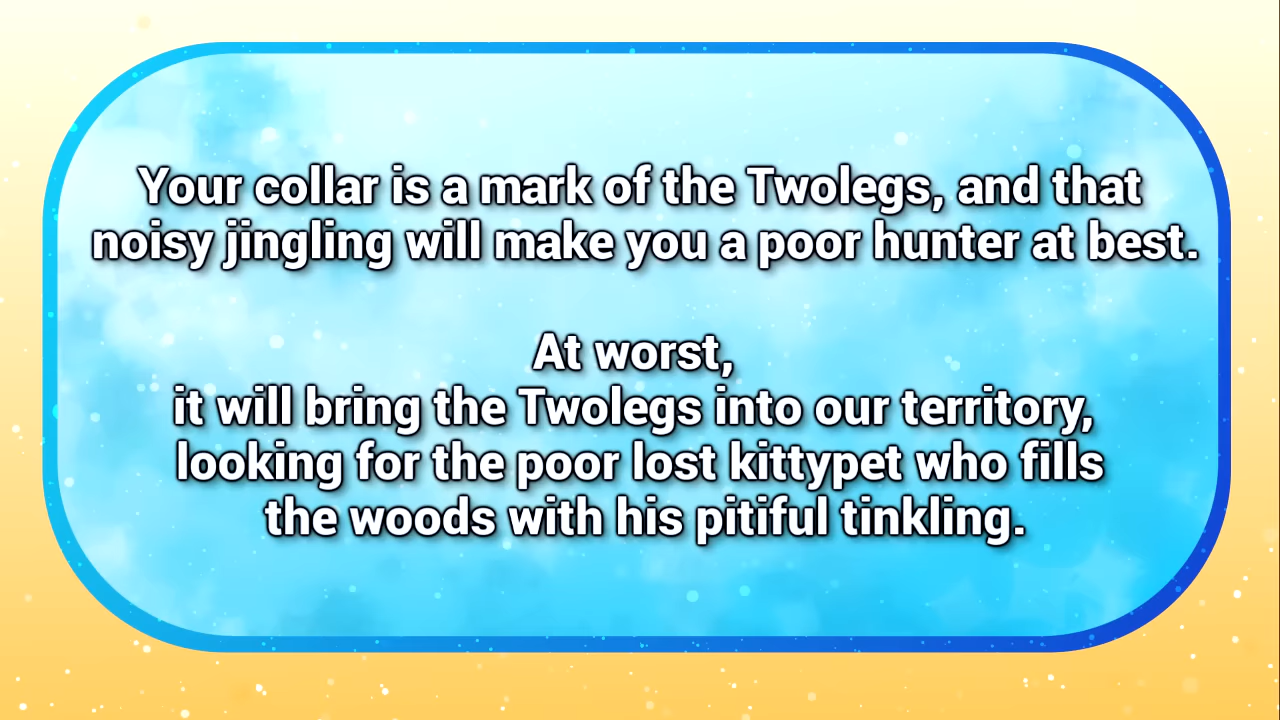 Your collar is a mark of the Twolegs, and that
noisy jingling will make you a poor hunter at best.
At worst,
it will bring the Twolegs into our territory,
looking for the poor lost kittypet who fills
the woods with his pitiful tinkling.